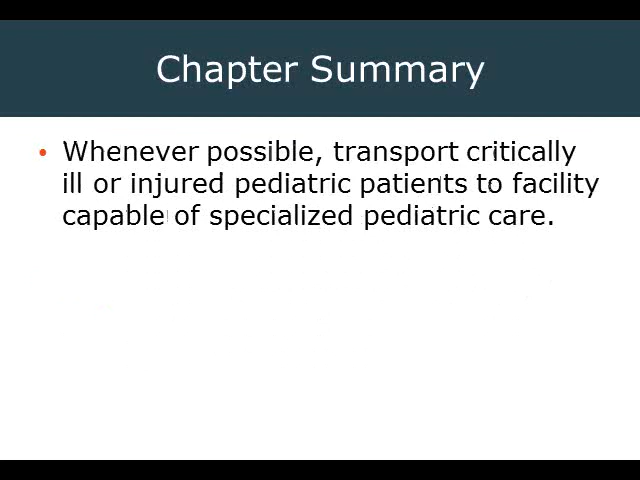 Chapter Summary
• Whenever possible, transport critically
ill or injured pediatric patients to facility
capable of specialized pediatric care.